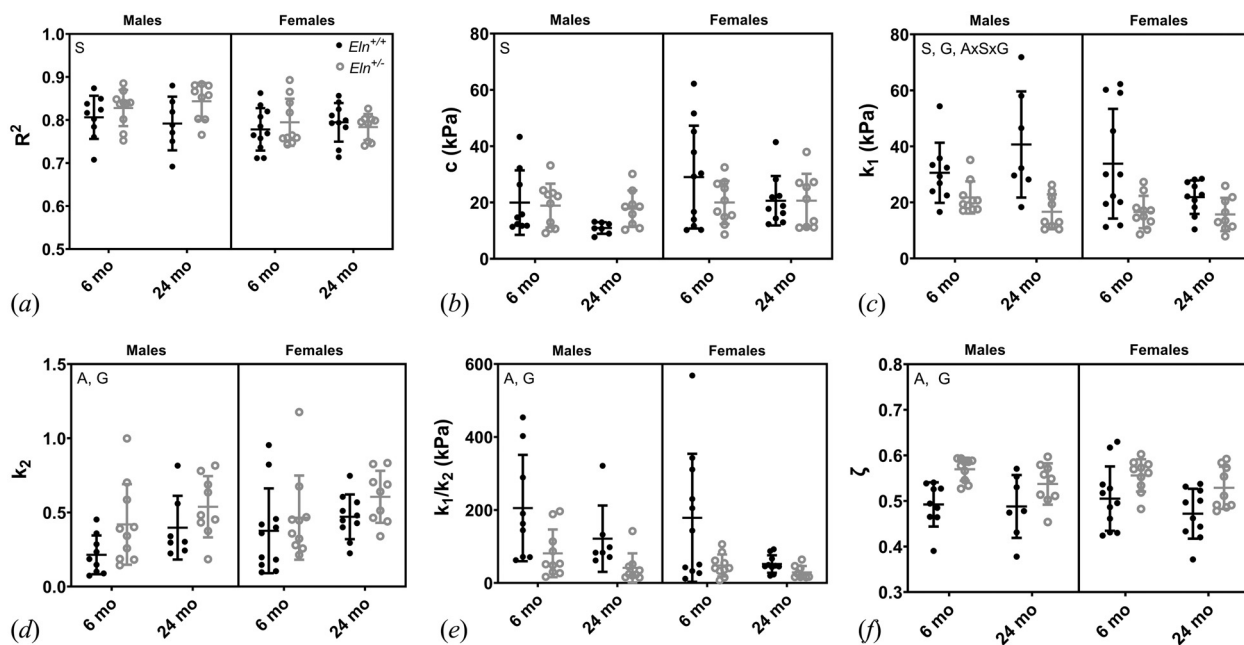 Males Females
S
Eln+/+
Eln+/-
R2
1.0
0.9
0.8
0.7
0.6
0.5
6 mo 24 mo 6 mo 24 mo
(a)
Males Females
S
c (kPa)
80
60
40
20
0
6 mo 24 mo 6 mo 24 mo
(b)
Males Females
S, G, AxSxG
k1 (kPa)
80
60
40
20
0
6 mo 24 mo 6 mo 24 mo
(c)
Males Females
A, G
k2
1.5
1.0
0.5
0.0
6 mo 24 mo 6 mo 24 mo
(d)
Males Females
A, G
k1/k2 (kPa)
600
400
200
0
6 mo 24 mo 6 mo 24 mo
(e)
Males Females
A, G
ζ
0.8
0.7
0.6
0.5
0.4
0.3
6 mo 24 mo 6 mo 24 mo
(f)